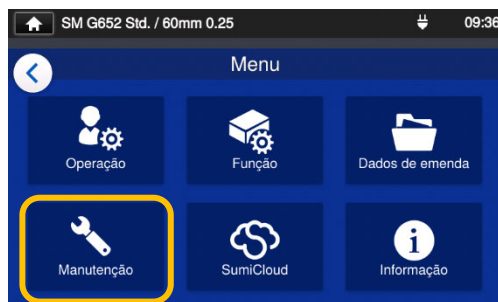 SM G652 Std. / 60mm 0.25 09:36
Menu
Operação Função Dados de emenda
Manutenção SumiCloud Informação